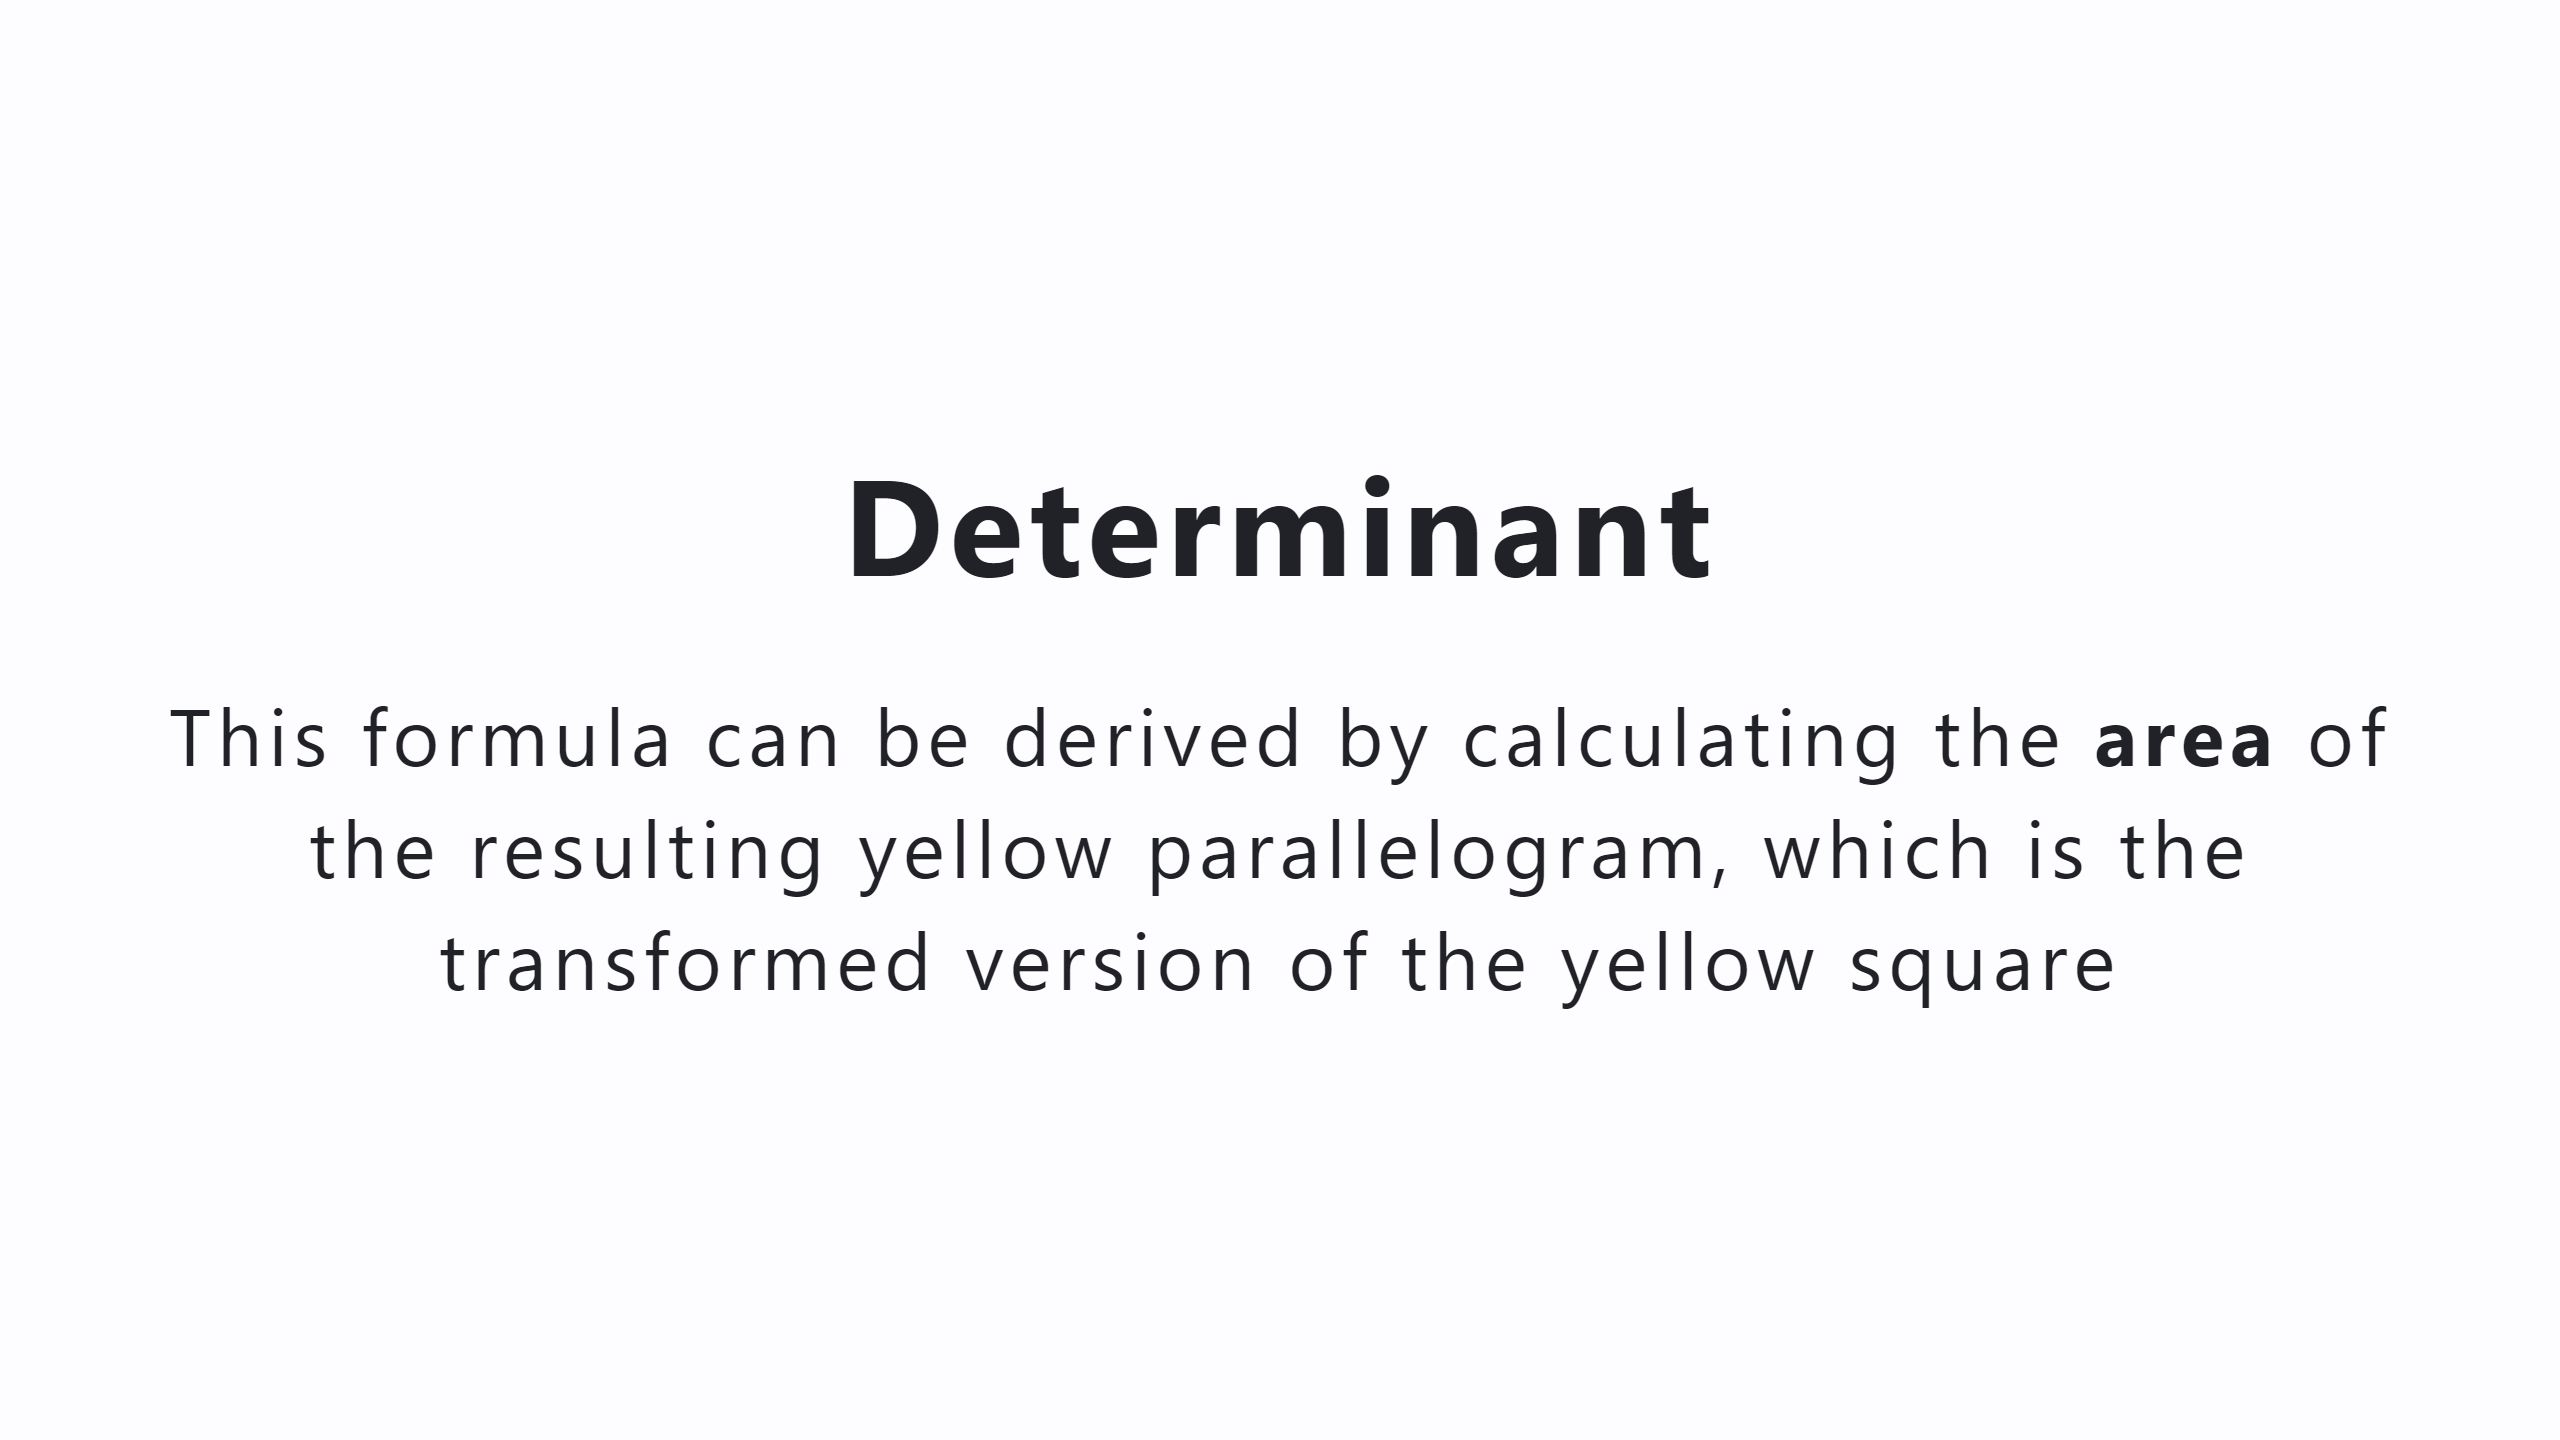 Determinant
This formula can be derived by calculating the area of
the resulting yellow parallelogram, which is the
transformed version of the yellow square